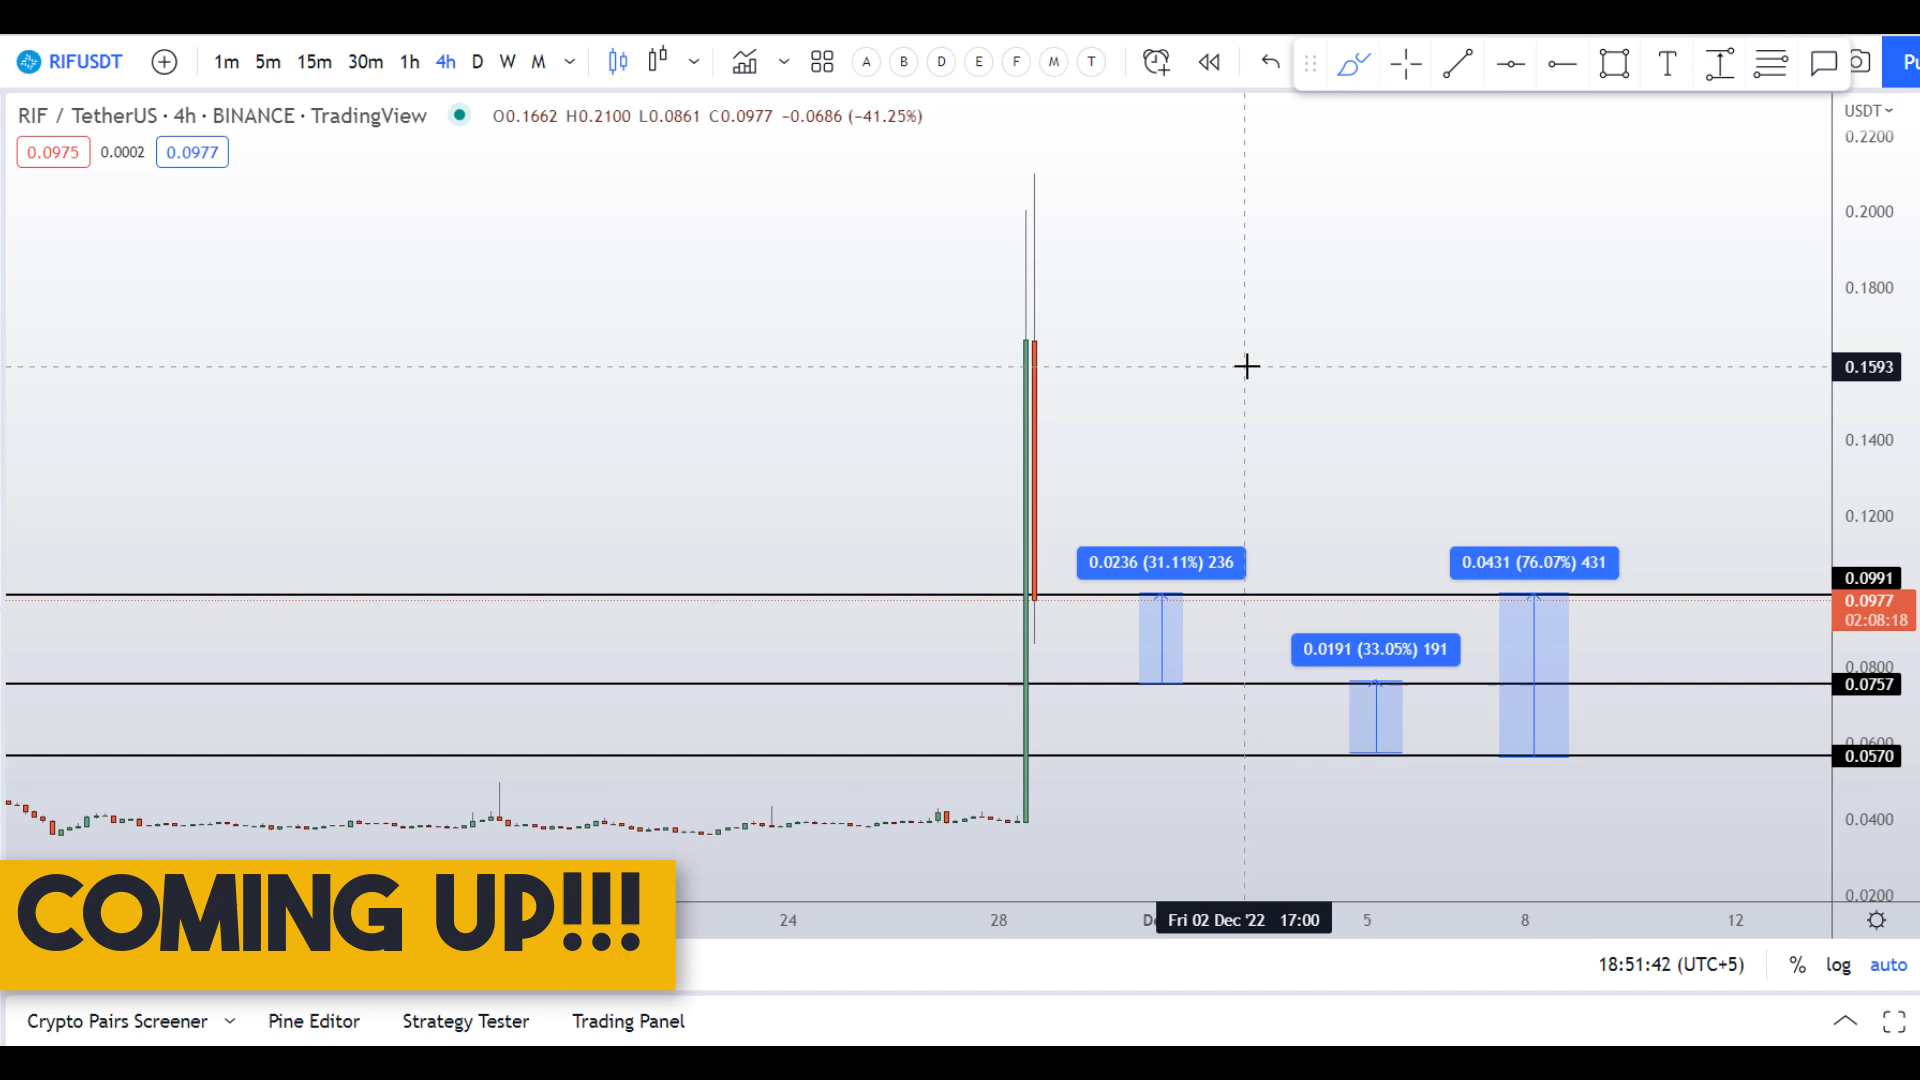 RIFUSDT 1m 5m 15m 30m 1h 4h D W M A B D E F M T Pu
RIF / TetherUS · 4h · BINANCE · TradingView O0.1662 H0.2100 L0.0861 C0.0977 −0.0686 (−41.25%)
USDT
0.0975 0.0002 0.0977
0.2200
0.2000
0.1800
0.1593
0.1400
0.1200
0.0236 (31.11%) 236
0.0431 (76.07%) 431
0.0991
0.0977
02:08:18
0.0191 (33.05%) 191
0.0800
0.0757
0.0600
0.0570
0.0400
0.0200
COMING UP!!!
24 28 D Fri 02 Dec '22 17:00 5 8 12
18:51:42 (UTC+5) % log auto
Crypto Pairs Screener Pine Editor Strategy Tester Trading Panel